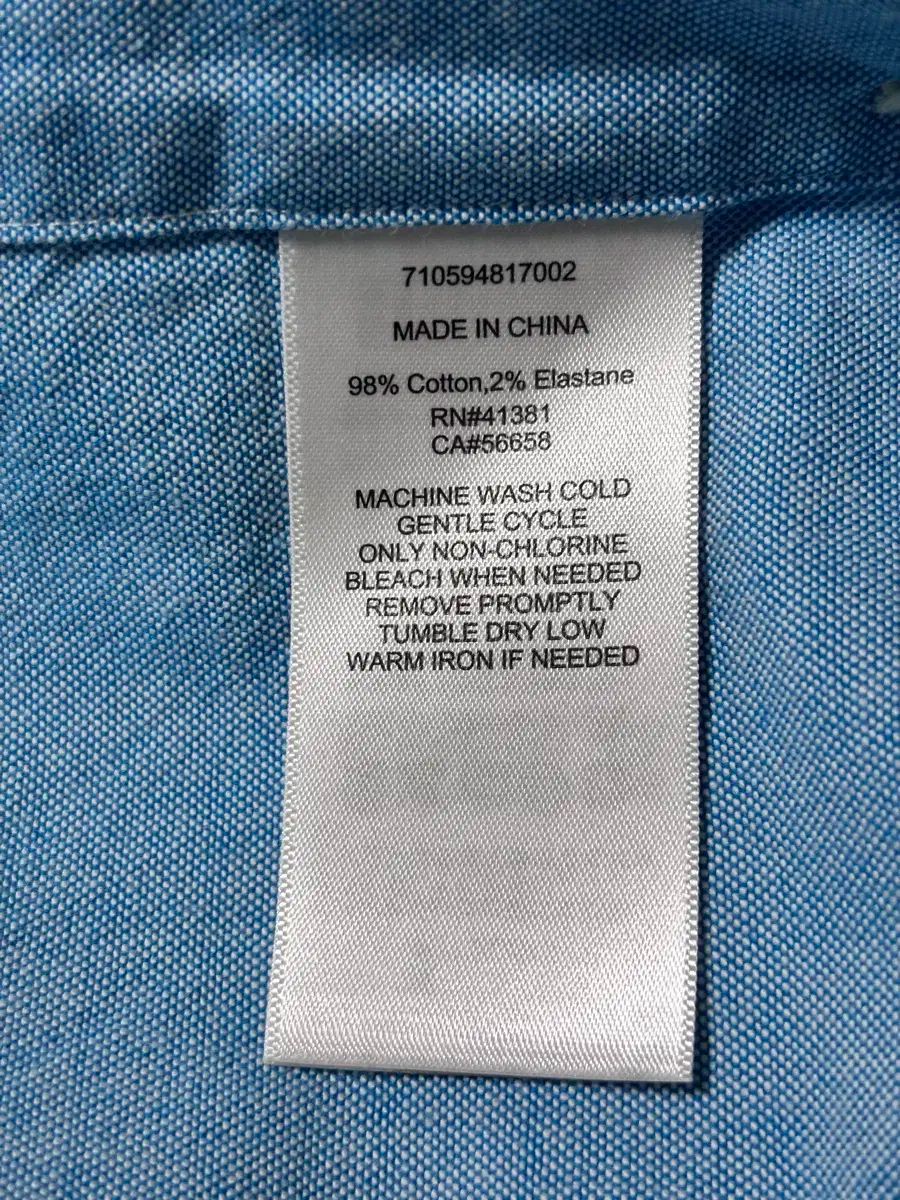 710594817002
MADE IN CHINA
98% Cotton,2% Elastane
RN#41381
CA#56658
MACHINE WASH COLD
GENTLE CYCLE
ONLY NON-CHLORINE
BLEACH WHEN NEEDED
REMOVE PROMPTLY
TUMBLE DRY LOW
WARM IRON IF NEEDED